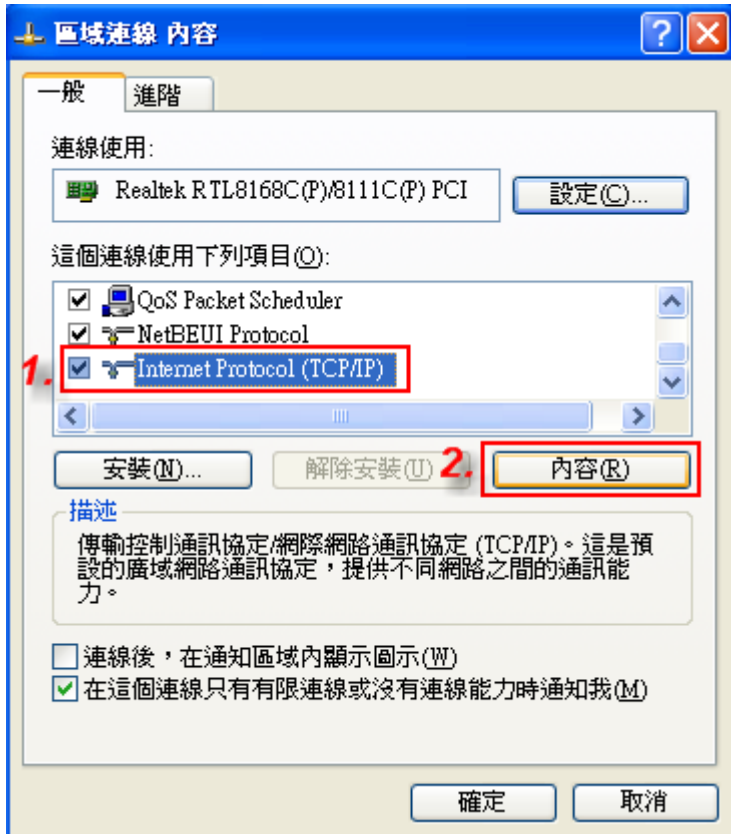 區域連線 內容
一般
進階
連線使用:
Realtek RTL8168C(P)/8111C(P) PCI
設定(C)...
這個連線使用下列項目(O):
QoS Packet Scheduler
NetBEUI Protocol
1.
Internet Protocol (TCP/IP)
安裝(N)...
解除安裝(U)
2.
內容(R)
描述
傳輸控制通訊協定/網際網路通訊協定 (TCP/IP)。這是預
設的廣域網路通訊協定，提供不同網路之間的通訊能
力。
連線後，在通知區域內顯示圖示(W)
在這個連線只有有限連線或沒有連線能力時通知我(M)
確定
取消